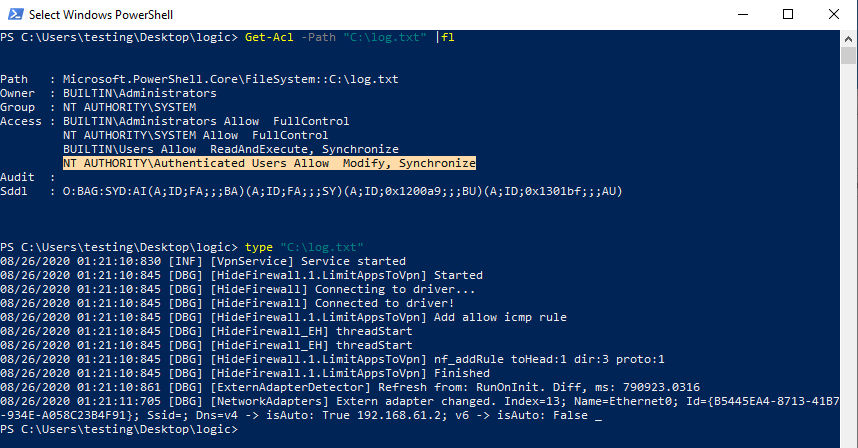 Select Windows PowerShell
PS C:\Users\testing\Desktop\logic> Get-Acl -Path "C:\log.txt" |fl
Path   : Microsoft.PowerShell.Core\FileSystem::C:\log.txt
Owner  : BUILTIN\Administrators
Group  : NT AUTHORITY\SYSTEM
Access : BUILTIN\Administrators Allow  FullControl
NT AUTHORITY\SYSTEM Allow  FullControl
BUILTIN\Users Allow  ReadAndExecute, Synchronize
NT AUTHORITY\Authenticated Users Allow  Modify, Synchronize
Audit  :
Sddl   : O:BAG:SYD:AI(A;ID;FA;;;BA)(A;ID;FA;;;SY)(A;ID;0x1200a9;;;BU)(A;ID;0x1301bf;;;AU)
PS C:\Users\testing\Desktop\logic> type "C:\log.txt"
08/26/2020 01:21:10:830 [INF] [VpnService] Service started
08/26/2020 01:21:10:845 [DBG] [HideFirewall.1.LimitAppsToVpn] Started
08/26/2020 01:21:10:845 [DBG] [HideFirewall] Connecting to driver...
08/26/2020 01:21:10:845 [DBG] [HideFirewall] Connected to driver!
08/26/2020 01:21:10:845 [DBG] [HideFirewall.1.LimitAppsToVpn] Add allow icmp rule
08/26/2020 01:21:10:845 [DBG] [HideFirewall_EH] threadStart
08/26/2020 01:21:10:845 [DBG] [HideFirewall_EH] threadStart
08/26/2020 01:21:10:845 [DBG] [HideFirewall.1.LimitAppsToVpn] nf_addRule toHead:1 dir:3 proto:1
08/26/2020 01:21:10:845 [DBG] [HideFirewall.1.LimitAppsToVpn] Finished
08/26/2020 01:21:10:861 [DBG] [ExternAdapterDetector] Refresh from: RunOnInit. Diff, ms: 790923.0316
08/26/2020 01:21:11:705 [DBG] [NetworkAdapters] Extern adapter changed. Index=13; Name=Ethernet0; Id={B5445EA4-8713-41B7
-934E-A058C23B4F91}; Ssid=; Dns=v4 -> isAuto: True 192.168.61.2; v6 -> isAuto: False _
PS C:\Users\testing\Desktop\logic>